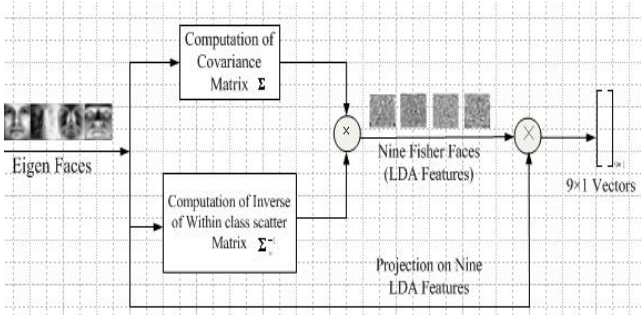 Computation of
Covariance
Matrix Σ
Eigen Faces
×
Nine Fisher Faces
(LDA Features)
×
9×1 Vectors
Computation of Inverse
of Within class scatter
Matrix Σ
Projection on Nine
LDA Features